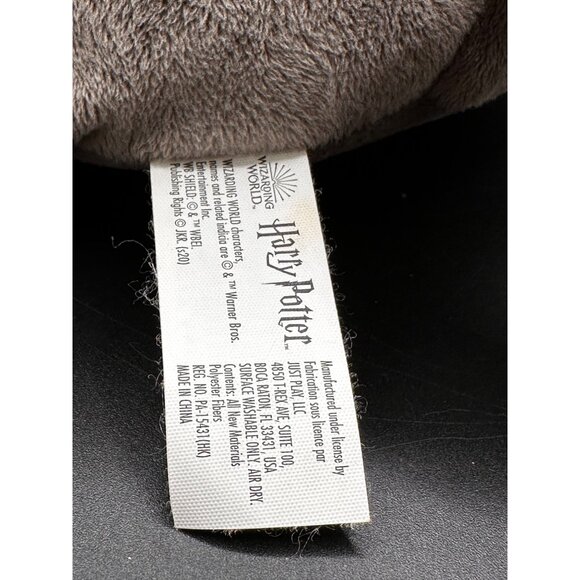 WIZARDING
WORLD™
Harry Potter™
WIZARDING WORLD characters,
names and related indicia are © & ™ Warner Bros.
Entertainment Inc.
WB SHIELD: © & ™ WBEI.
Publishing Rights © JKR. (s20)
Manufactured under license by
Fabrication sous licence par
JUST PLAY, LLC
4850 T-REX AVE, SUITE 100,
BOCA RATON, FL 33431, USA
SURFACE WASHABLE ONLY. AIR DRY.
Contents: All New Materials
Polyester Fibers
REG. NO. PA-15431(HK)
MADE IN CHINA